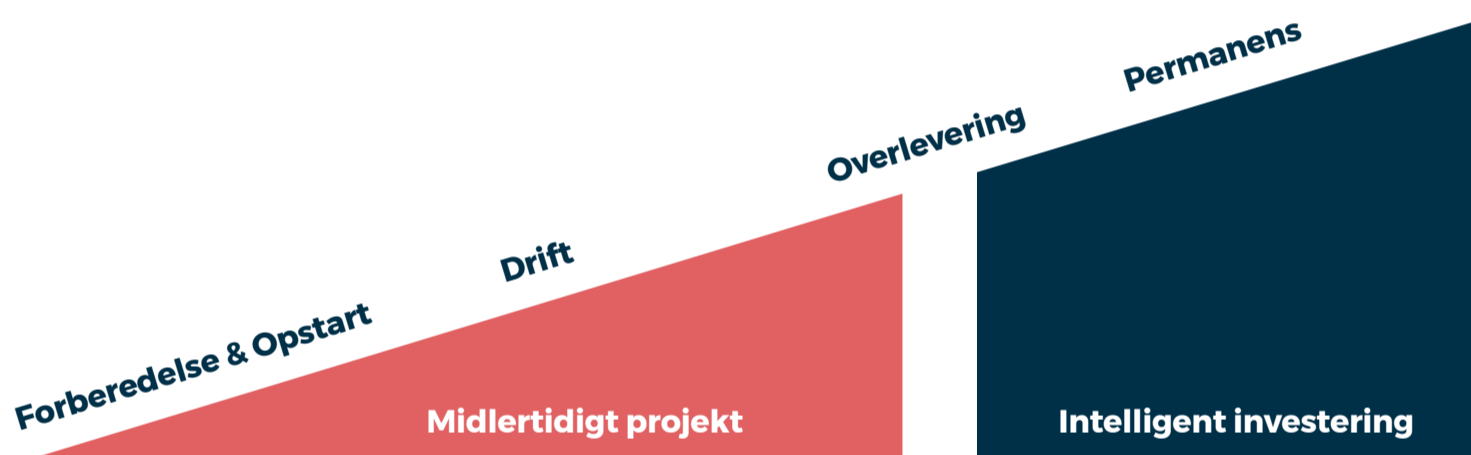 Forberedelse & Opstart
Drift
Overlevering
Permanens
Midlertidigt projekt
Intelligent investering